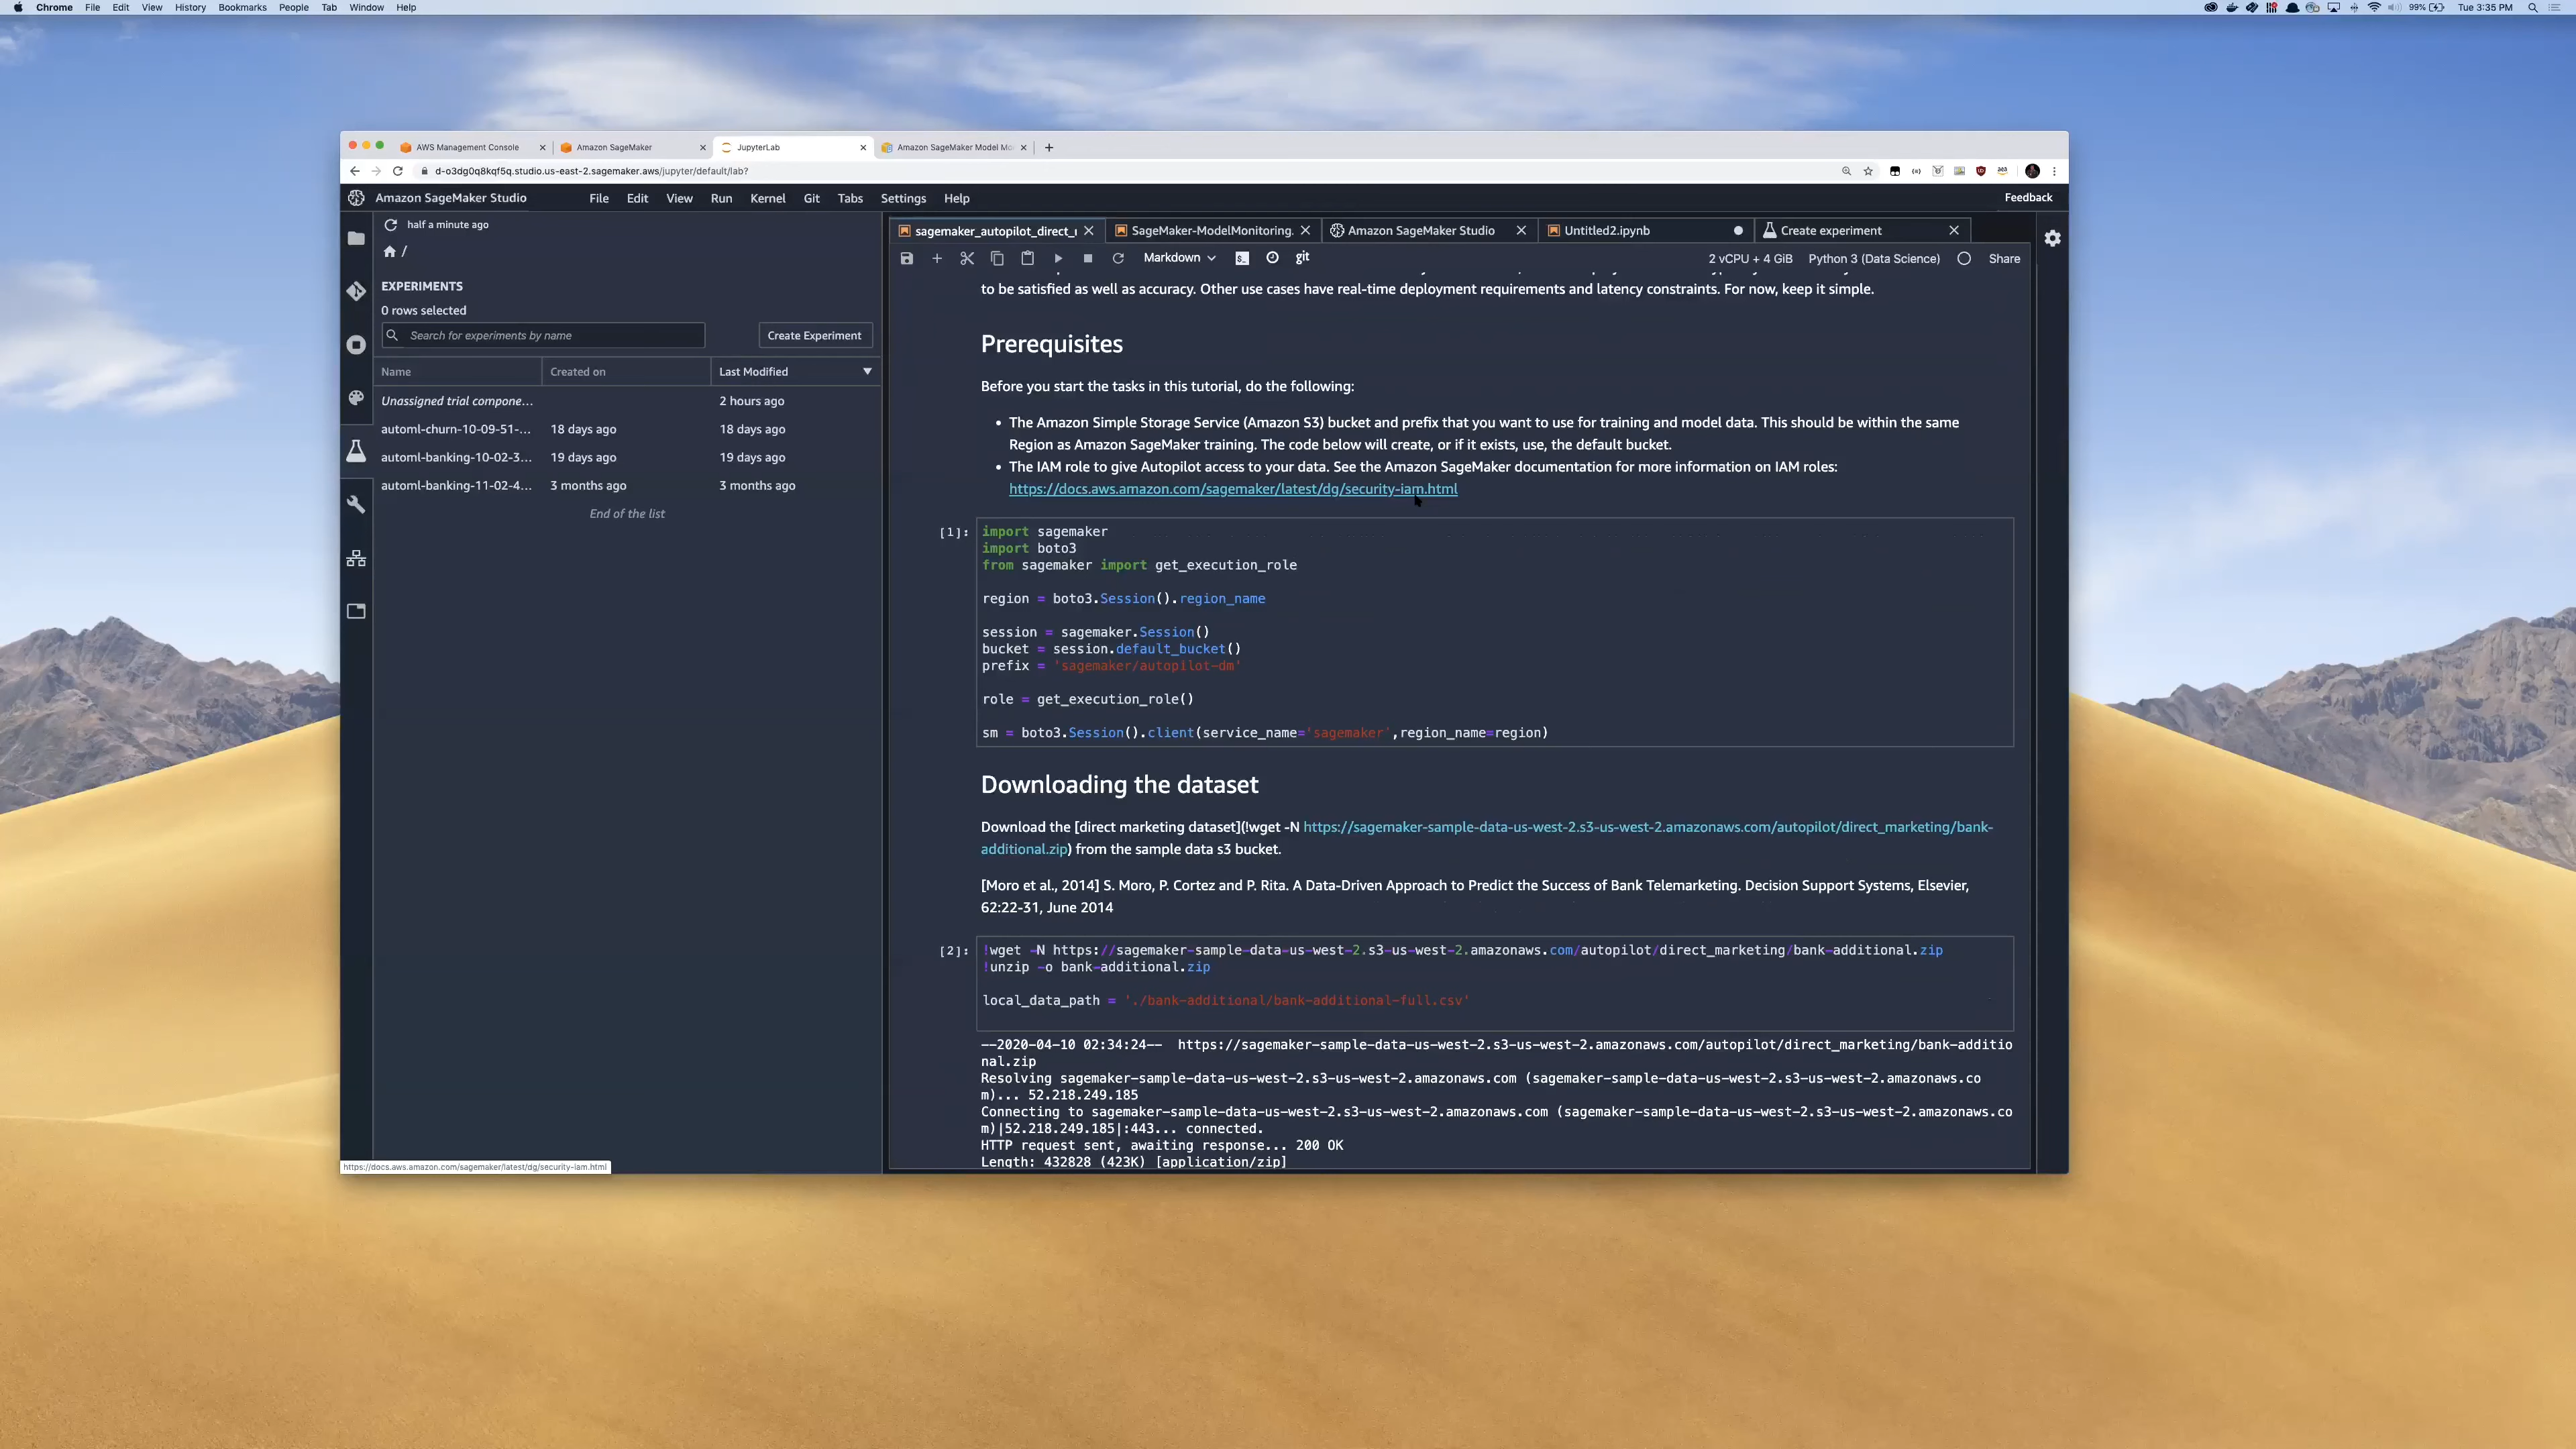 Chrome File Edit View History Bookmarks People Tab Window Help
99% Tue 3:35 PM
AWS Management Console
Amazon SageMaker
JupyterLab
Amazon SageMaker Model Mo
d-o3dg0q8kqf5q.studio.us-east-2.sagemaker.aws/jupyter/default/lab?
Amazon SageMaker Studio
File Edit View Run Kernel Git Tabs Settings Help
Feedback
half a minute ago
/
EXPERIMENTS
0 rows selected
Search for experiments by name
Create Experiment
Name Created on Last Modified
Unassigned trial compone... 2 hours ago
automl-churn-10-09-51-... 18 days ago 18 days ago
automl-banking-10-02-3... 19 days ago 19 days ago
automl-banking-11-02-4... 3 months ago 3 months ago
End of the list
https://docs.aws.amazon.com/sagemaker/latest/dg/security-iam.html
sagemaker_autopilot_direct_
SageMaker-ModelMonitoring.
Amazon SageMaker Studio
Untitled2.ipynb
Create experiment
Markdown
git
2 vCPU + 4 GiB
Python 3 (Data Science)
Share
to be satisfied as well as accuracy. Other use cases have real-time deployment requirements and latency constraints. For now, keep it simple.
Prerequisites
Before you start the tasks in this tutorial, do the following:
• The Amazon Simple Storage Service (Amazon S3) bucket and prefix that you want to use for training and model data. This should be within the same
Region as Amazon SageMaker training. The code below will create, or if it exists, use, the default bucket.
• The IAM role to give Autopilot access to your data. See the Amazon SageMaker documentation for more information on IAM roles:
https://docs.aws.amazon.com/sagemaker/latest/dg/security-iam.html
[1]: import sagemaker
import boto3
from sagemaker import get_execution_role
region = boto3.Session().region_name
session = sagemaker.Session()
bucket = session.default_bucket()
prefix = 'sagemaker/autopilot-dm'
role = get_execution_role()
sm = boto3.Session().client(service_name='sagemaker',region_name=region)
Downloading the dataset
Download the [direct marketing dataset](!wget -N https://sagemaker-sample-data-us-west-2.s3-us-west-2.amazonaws.com/autopilot/direct_marketing/bank-
additional.zip) from the sample data s3 bucket.
[Moro et al., 2014] S. Moro, P. Cortez and P. Rita. A Data-Driven Approach to Predict the Success of Bank Telemarketing. Decision Support Systems, Elsevier,
62:22-31, June 2014
[2]: !wget -N https://sagemaker-sample-data-us-west-2.s3-us-west-2.amazonaws.com/autopilot/direct_marketing/bank-additional.zip
!unzip -o bank-additional.zip
local_data_path = './bank-additional/bank-additional-full.csv'
--2020-04-10 02:34:24-- https://sagemaker-sample-data-us-west-2.s3-us-west-2.amazonaws.com/autopilot/direct_marketing/bank-additio
nal.zip
Resolving sagemaker-sample-data-us-west-2.s3-us-west-2.amazonaws.com (sagemaker-sample-data-us-west-2.s3-us-west-2.amazonaws.co
m)... 52.218.249.185
Connecting to sagemaker-sample-data-us-west-2.s3-us-west-2.amazonaws.com (sagemaker-sample-data-us-west-2.s3-us-west-2.amazonaws.co
m)|52.218.249.185|:443... connected.
HTTP request sent, awaiting response... 200 OK
Length: 432828 (423K) [application/zip]